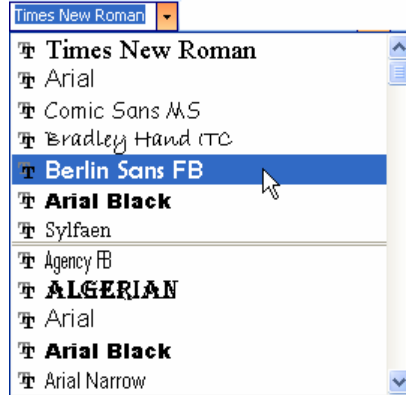 Times New Roman
Times New Roman
Arial
Comic Sans MS
Bradley Hand ITC
Berlin Sans FB
Arial Black
Sylfaen
Agency FB
ALGERIAN
Arial
Arial Black
Arial Narrow